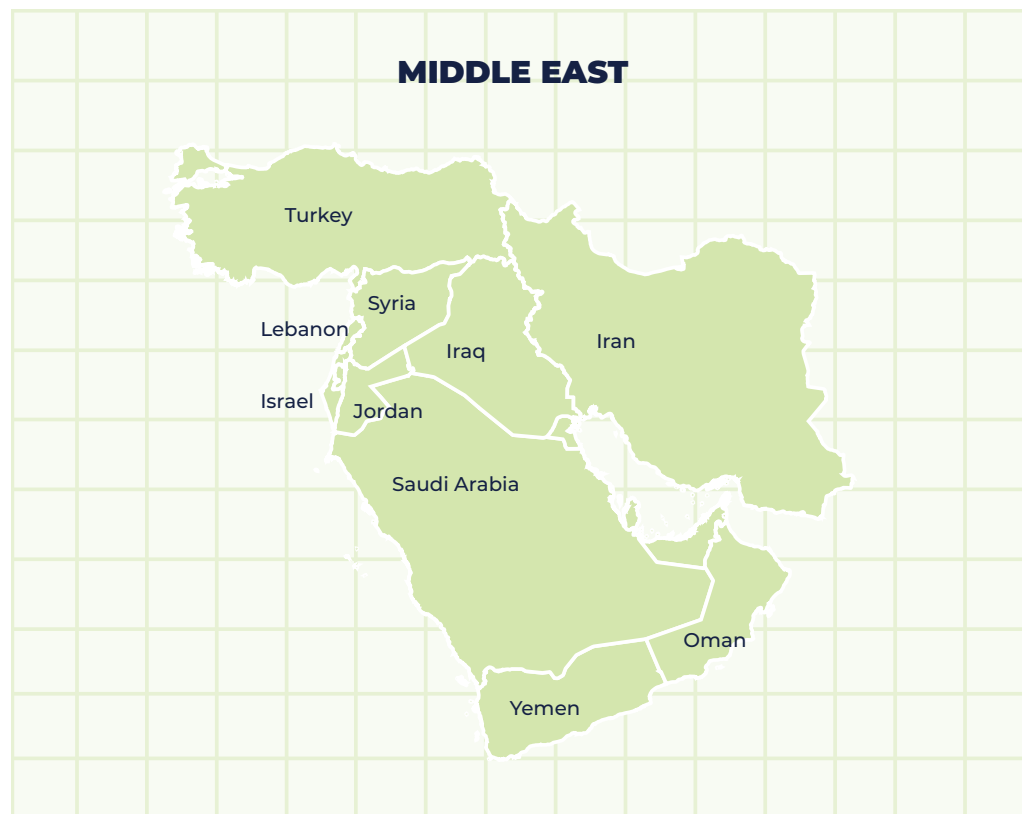 MIDDLE EAST
Turkey
Syria
Lebanon
Iraq
Iran
Israel
Jordan
Saudi Arabia
Oman
Yemen